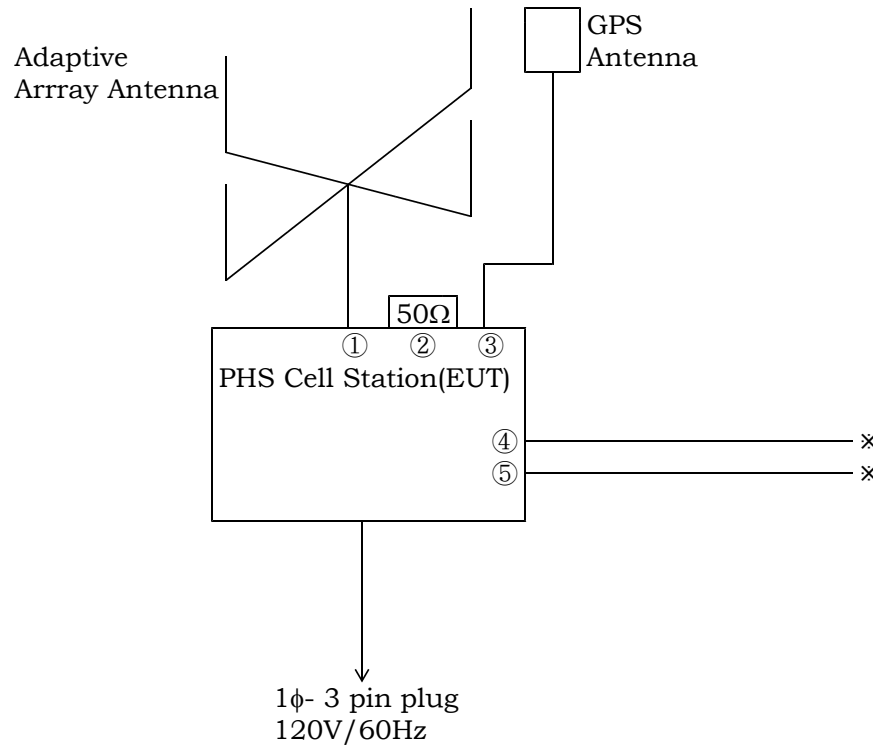 Adaptive
Arrray Antenna
GPS
Antenna
50Ω
① ② ③
PHS Cell Station(EUT)
④ ※
⑤ ※
1ϕ- 3 pin plug
120V/60Hz